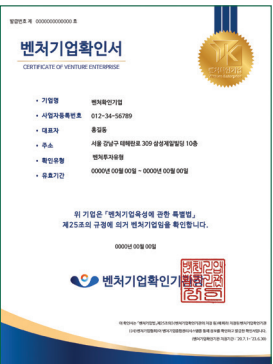 발급번호 제 0000000000000 호
벤처기업확인서
CERTIFICATE OF VENTURE ENTERPRISE
• 기업명 벤처확인기업
• 사업자등록번호 012-34-56789
• 대표자 홍길동
• 주소 서울 강남구 테헤란로 309 삼성제일빌딩 10층
• 확인유형 벤처투자유형
• 유효기간 0000년 00월 00일 ~ 0000년 00월 00일
위 기업은 「벤처기업육성에 관한 특별법」
제25조의 규정에 의거 벤처기업임을 확인합니다.
0000년 00월 00일
벤처기업확인기관장